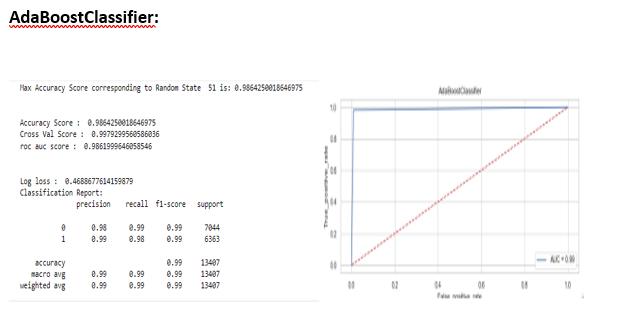 AdaBoostClassifier:
Max Accuracy Score corresponding to Random State 51 is: 0.9864250018646975
Accuracy Score : 0.9864250018646975
Cross Val Score : 0.9979299560586036
roc auc score : 0.9861999646058546
Log loss : 0.4688677614159879
Classification Report:
precision recall f1-score support
0 0.98 0.99 0.99 7044
1 0.99 0.98 0.99 6363
accuracy 0.99 13407
macro avg 0.99 0.99 0.99 13407
weighted avg 0.99 0.99 0.99 13407
AdaBoostClassifier
True_positive_rate
1.0
0.8
0.6
0.4
0.2
0.0
AUC = 0.99
0.0 0.2 0.4 0.6 0.8 1.0
False positive rate